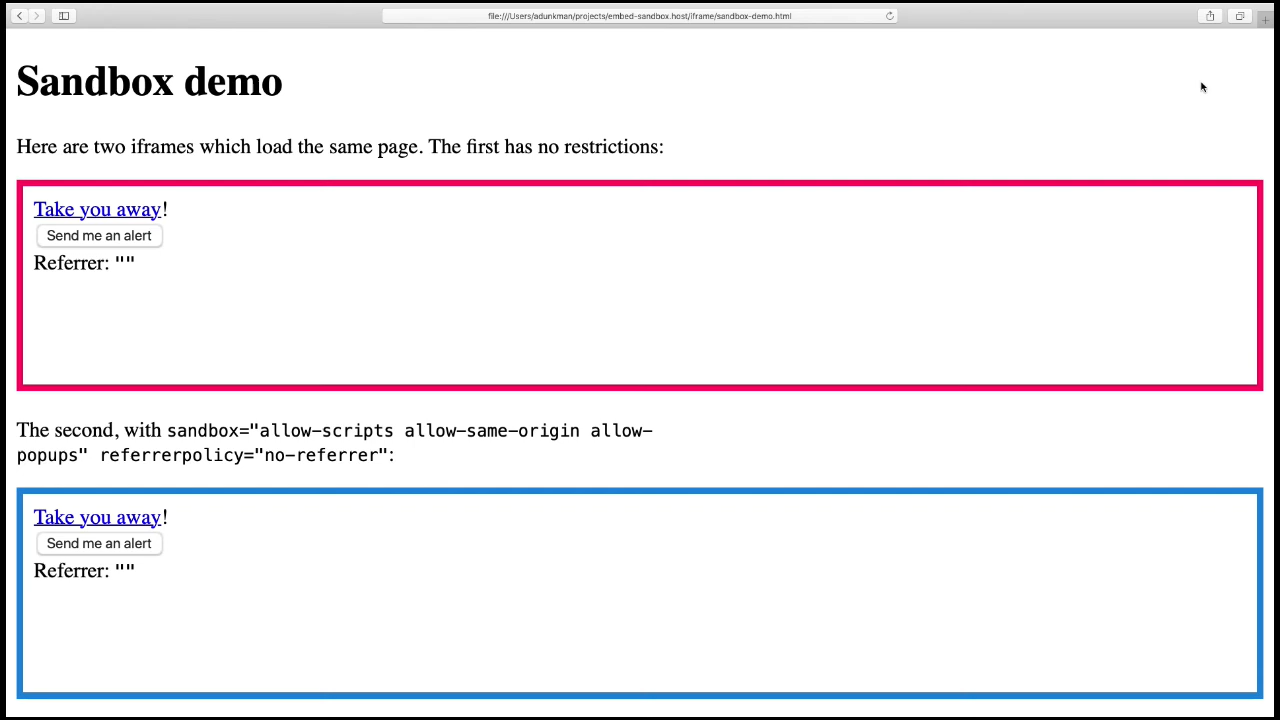 file:///Users/adunkman/projects/embed-sandbox.host/iframe/sandbox-demo.html
Sandbox demo
Here are two iframes which load the same page. The first has no restrictions:
Take you away!
Send me an alert
Referrer: ""
The second, with sandbox="allow-scripts allow-same-origin allow-
popups" referrerpolicy="no-referrer":
Take you away!
Send me an alert
Referrer: ""